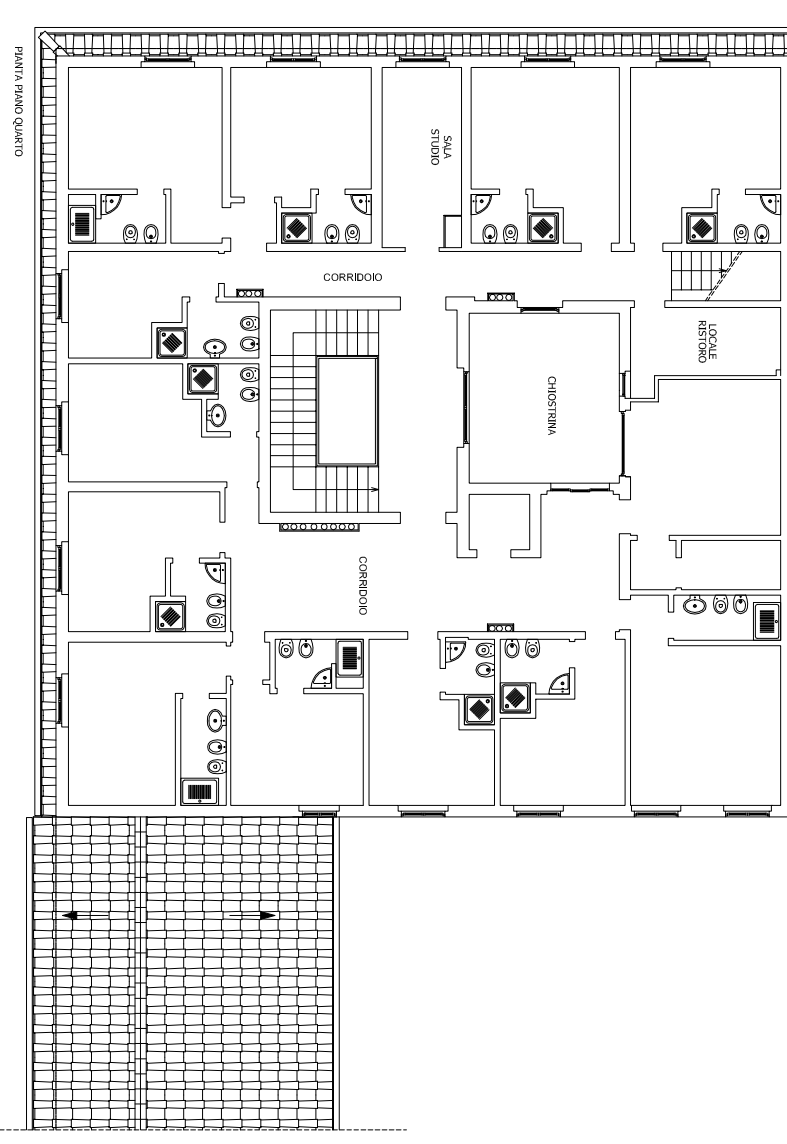 PIANTA PIANO QUARTO
SALA
STUDIO
CORRIDOIO
LOCALE
RISTORO
CHIOSTRINA
CORRIDOIO